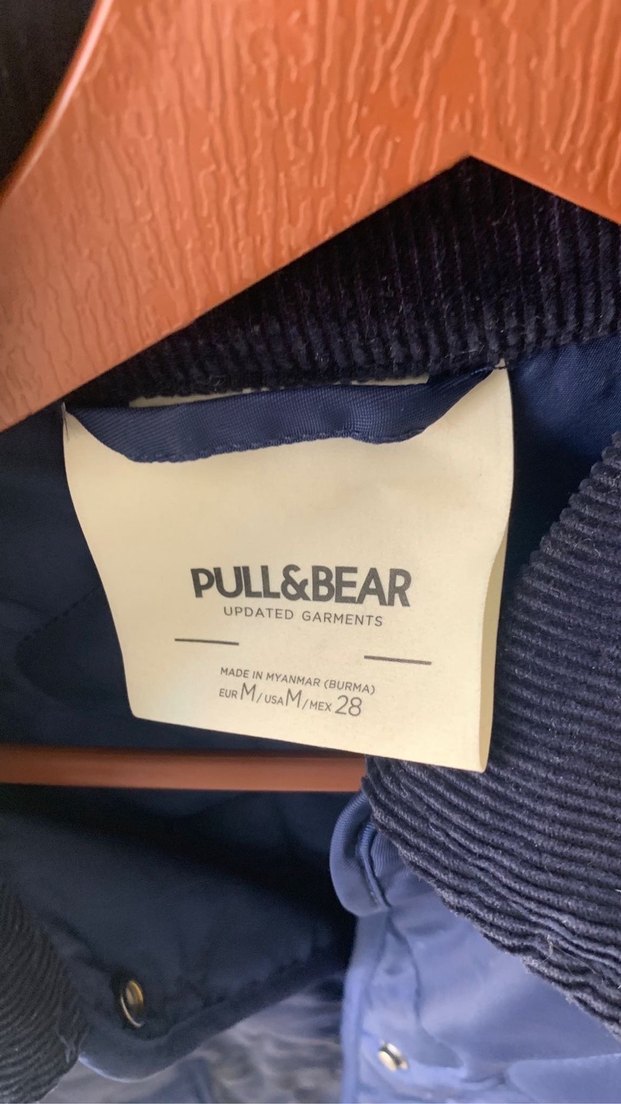 PULL&BEAR
UPDATED GARMENTS
MADE IN MYANMAR (BURMA)
EUR M/USA M/MEX 28